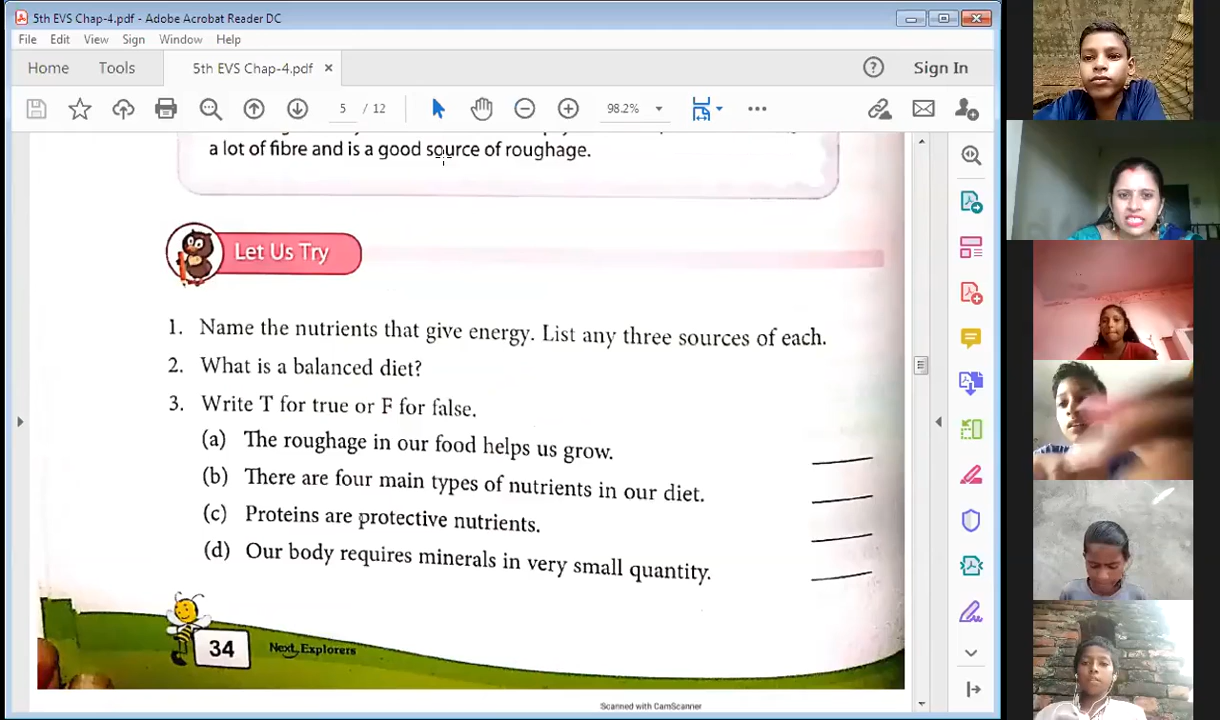 5th EVS Chap-4.pdf - Adobe Acrobat Reader DC
File Edit View Sign Window Help
Home Tools 5th EVS Chap-4.pdf × Sign In
5 / 12 98.2%
a lot of fibre and is a good source of roughage.
Let Us Try
1. Name the nutrients that give energy. List any three sources of each.
2. What is a balanced diet?
3. Write T for true or F for false.
(a) The roughage in our food helps us grow.
(b) There are four main types of nutrients in our diet.
(c) Proteins are protective nutrients.
(d) Our body requires minerals in very small quantity.
34 Next Explorers
Scanned with CamScanner